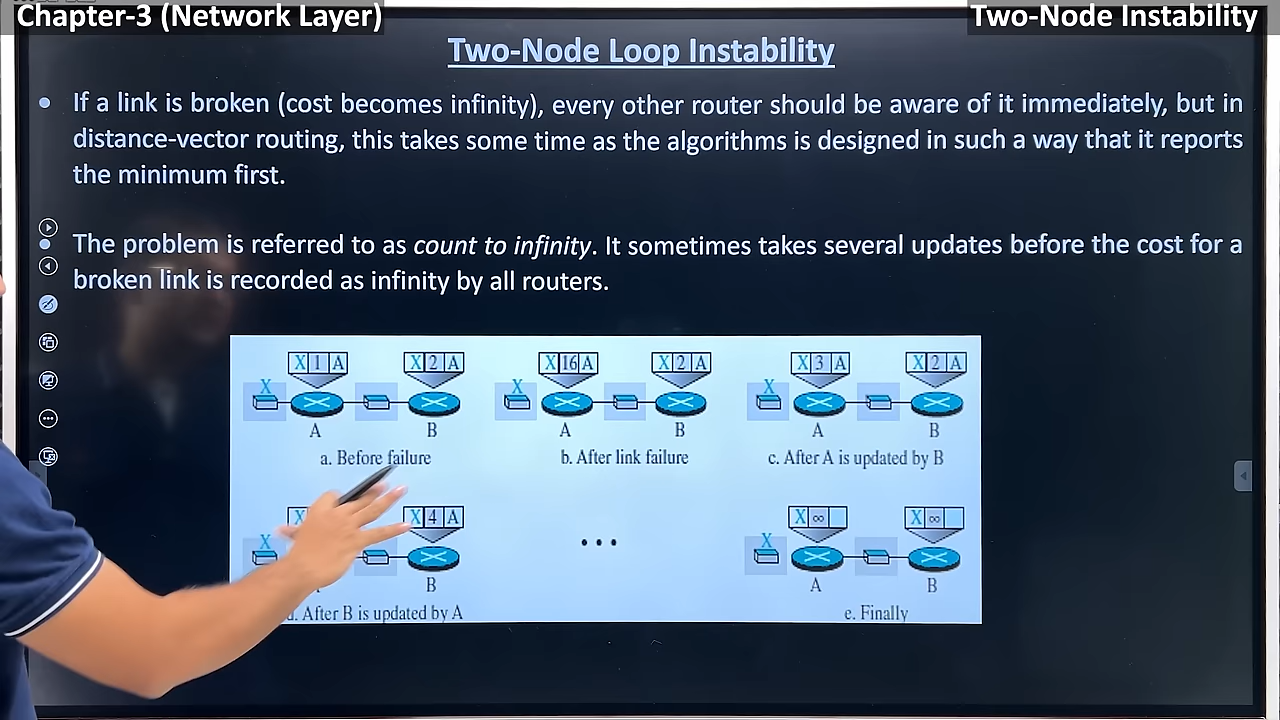 Chapter-3 (Network Layer)
Two-Node Instability
Two-Node Loop Instability
• If a link is broken (cost becomes infinity), every other router should be aware of it immediately, but in
distance-vector routing, this takes some time as the algorithms is designed in such a way that it reports
the minimum first.
• The problem is referred to as count to infinity. It sometimes takes several updates before the cost for a
broken link is recorded as infinity by all routers.
X 1 A X 2 A X 16 A X 2 A X 3 A X 2 A
X X X
A B A B A B
a. Before failure b. After link failure c. After A is updated by B
X X 4 A X ∞ X ∞
X ... X
B A B
d. After B is updated by A e. Finally